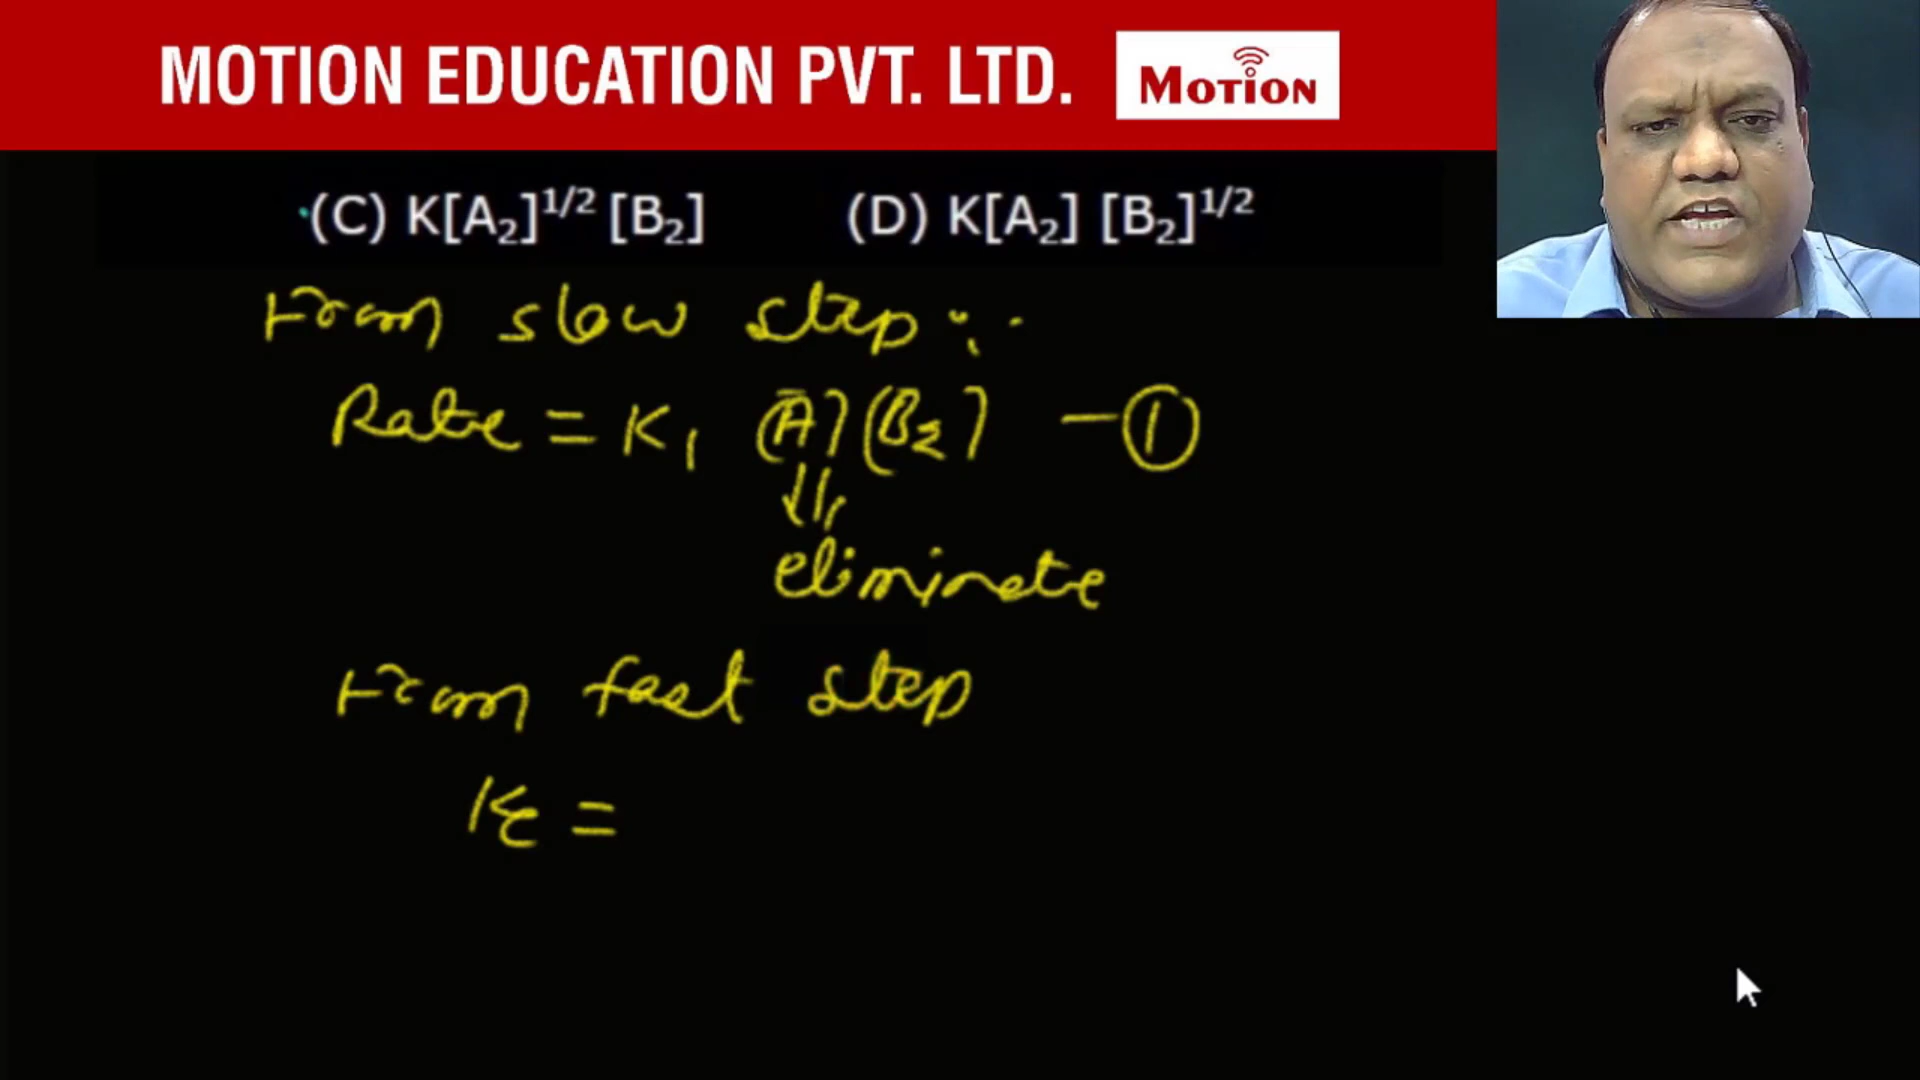 MOTION EDUCATION PVT. LTD. MOTION
(C) K[A₂]¹/² [B₂] (D) K[A₂] [B₂]¹/²
From slow step :-
Rate = K₁ [A][B₂] — ①
eliminate
From fast step
Kc =